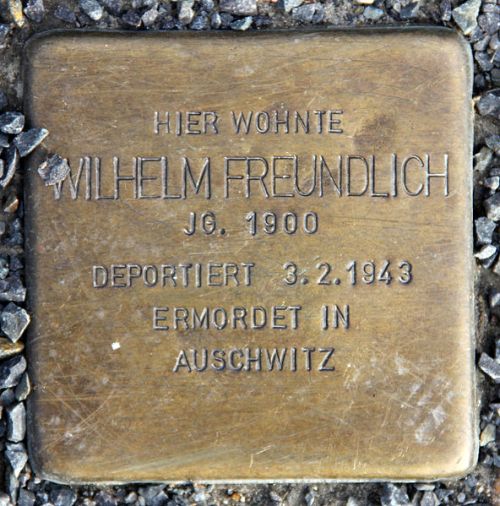 HIER WOHNTE
WILHELM FREUNDLICH
JG. 1900
DEPORTIERT 3.2.1943
ERMORDET IN
AUSCHWITZ